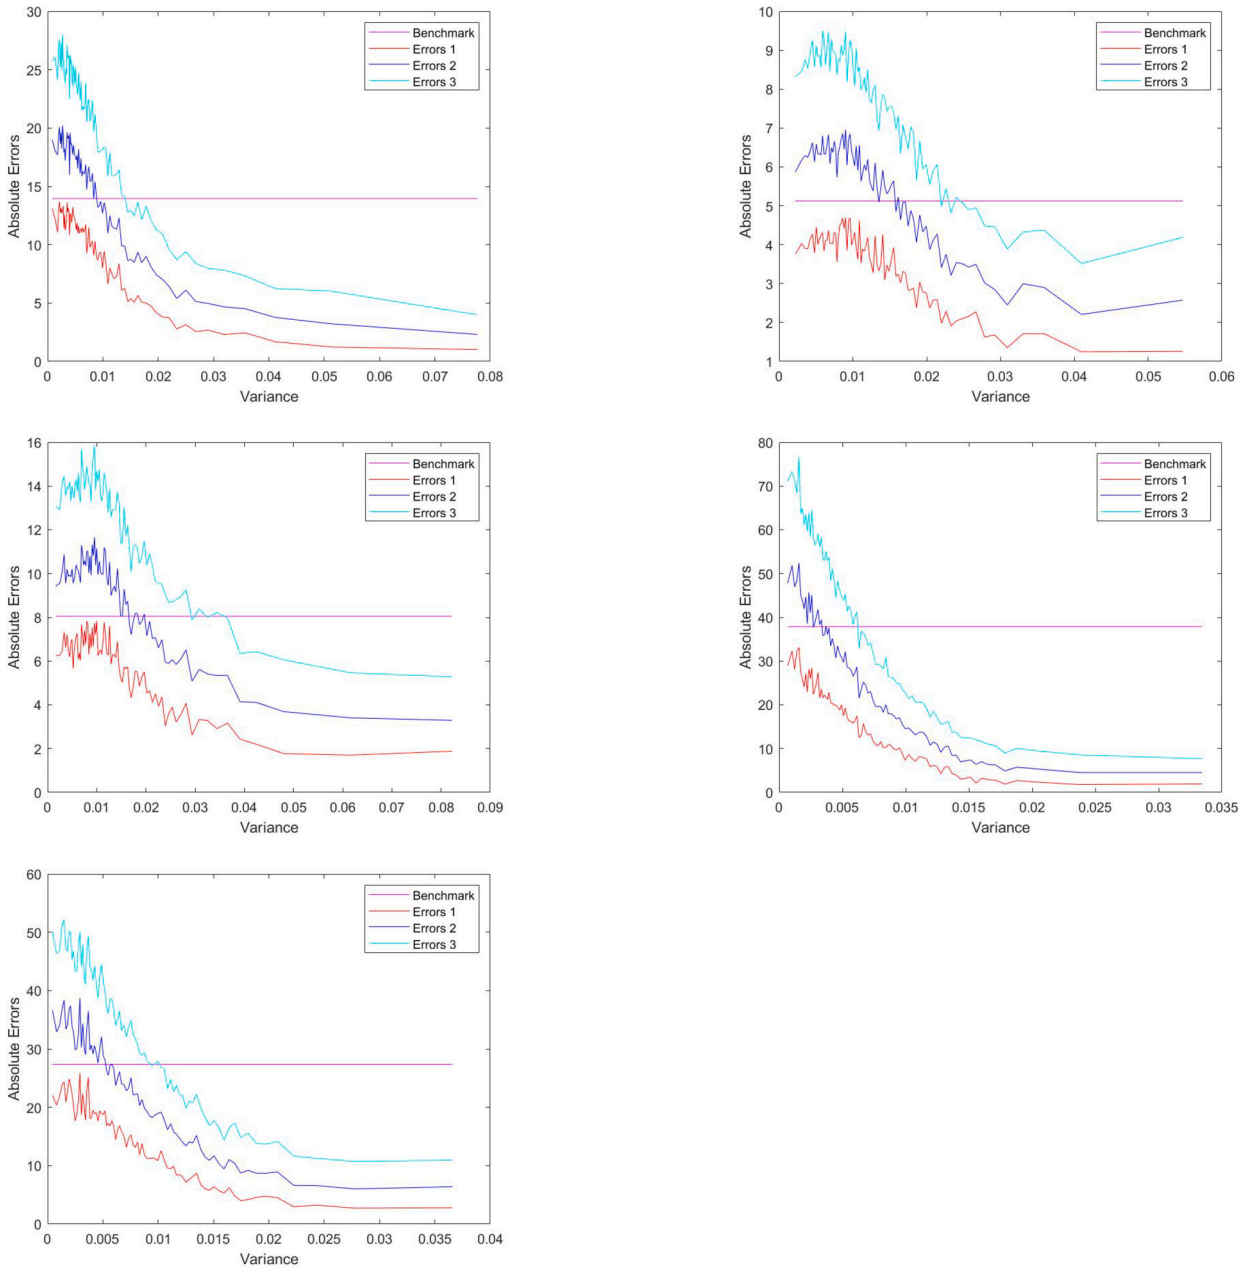 30
25
20
15
10
5
0
Absolute Errors
Benchmark
Errors 1
Errors 2
Errors 3
0 0.01 0.02 0.03 0.04 0.05 0.06 0.07 0.08
Variance
10
9
8
7
6
5
4
3
2
1
Absolute Errors
Benchmark
Errors 1
Errors 2
Errors 3
0 0.01 0.02 0.03 0.04 0.05 0.06
Variance
16
14
12
10
8
6
4
2
0
Absolute Errors
Benchmark
Errors 1
Errors 2
Errors 3
0 0.01 0.02 0.03 0.04 0.05 0.06 0.07 0.08 0.09
Variance
80
70
60
50
40
30
20
10
0
Absolute Errors
Benchmark
Errors 1
Errors 2
Errors 3
0 0.005 0.01 0.015 0.02 0.025 0.03 0.035
Variance
60
50
40
30
20
10
0
Absolute Errors
Benchmark
Errors 1
Errors 2
Errors 3
0 0.005 0.01 0.015 0.02 0.025 0.03 0.035 0.04
Variance